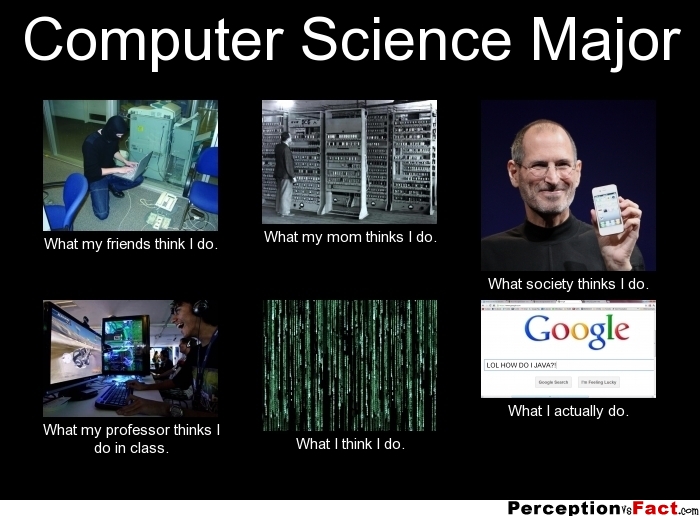 Computer Science Major
What my friends think I do.
What my mom thinks I do.
What society thinks I do.
Google
LOL HOW DO I JAVA?!
Google Search
I'm Feeling Lucky
What my professor thinks I
do in class.
What I think I do.
What I actually do.
PerceptionvsFact.com